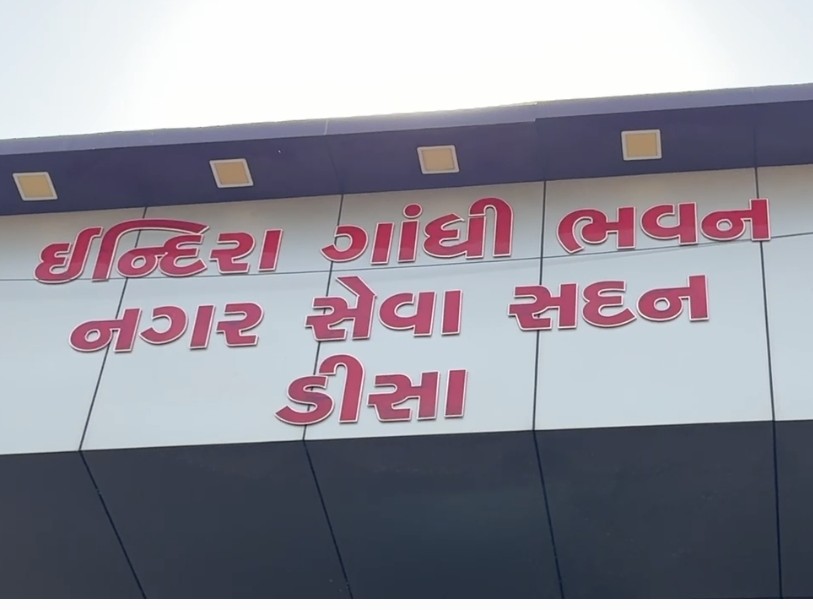 ઇન્દિરા ગાંધી ભવન
નગર સેવા સદન
ડીસા